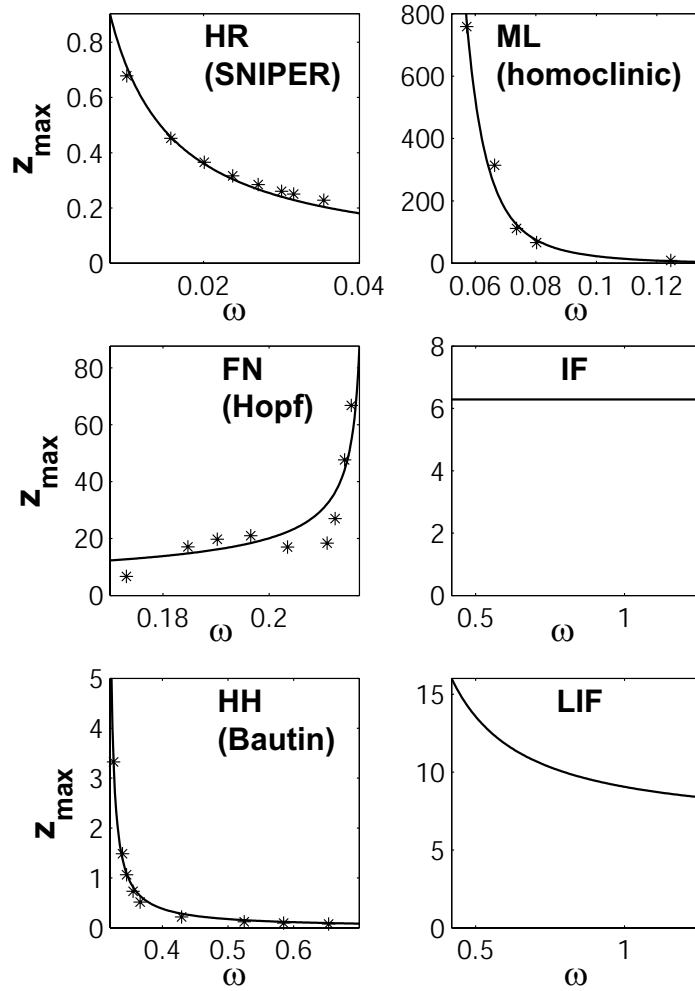 HR
(SNIPER)
z_max
0.8
0.6
0.4
0.2
0
0.02
0.04
ω
ML
(homoclinic)
800
600
400
200
0
0.06
0.08
0.1
0.12
ω
FN
(Hopf)
z_max
80
60
40
20
0
0.18
0.2
ω
IF
8
6
4
2
0
0.5
1
ω
HH
(Bautin)
z_max
5
4
3
2
1
0
0.4
0.5
0.6
ω
LIF
15
10
5
0
0.5
1
ω